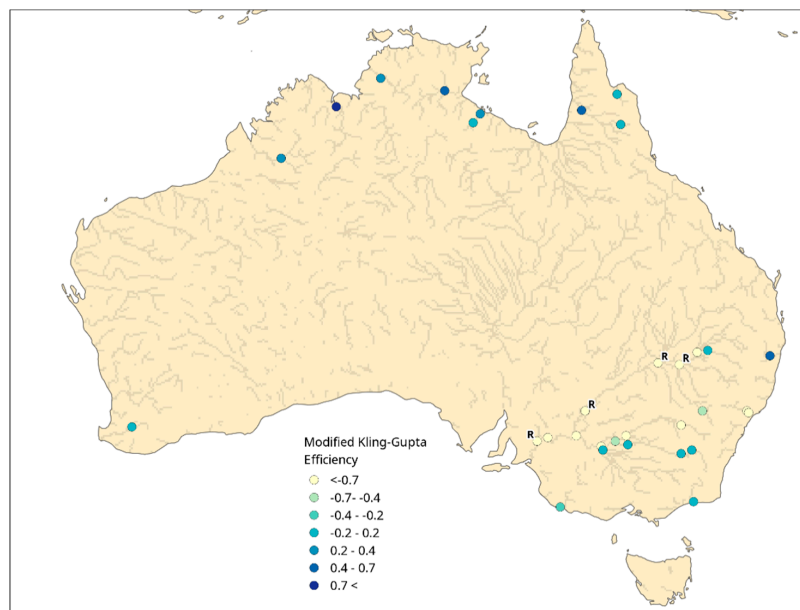 R
R
R
R
Modified Kling-Gupta
Efficiency
<-0.7
-0.7- -0.4
-0.4 - -0.2
-0.2 - 0.2
0.2 - 0.4
0.4 - 0.7
0.7 <